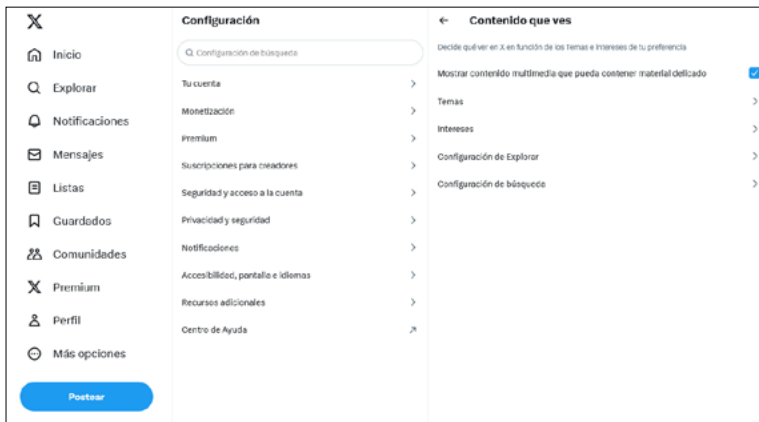 Inicio
Explorar
Notificaciones
Mensajes
Listas
Guardados
Comunidades
Premium
Perfil
Más opciones
Postear
Configuración
Configuración de búsqueda
Tu cuenta
Monetización
Premium
Suscripciones para creadores
Seguridad y acceso a la cuenta
Privacidad y seguridad
Notificaciones
Accesibilidad, pantalla e idiomas
Recursos adicionales
Centro de Ayuda
Contenido que ves
Decide qué ver en X en función de los Temas e Intereses de tu preferencia
Mostrar contenido multimedia que pueda contener material delicado
Temas
Intereses
Configuración de Explorar
Configuración de búsqueda